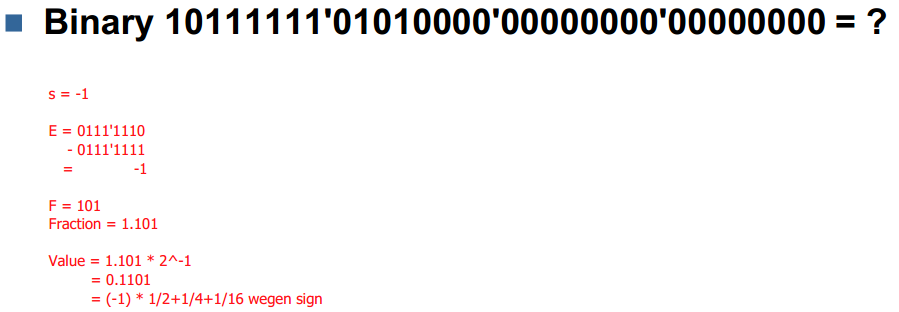 Binary 10111111'01010000'00000000'00000000 = ?
s = -1
E = 0111'1110
- 0111'1111
= -1
F = 101
Fraction = 1.101
Value = 1.101 * 2^-1
= 0.1101
= (-1) * 1/2+1/4+1/16 wegen sign